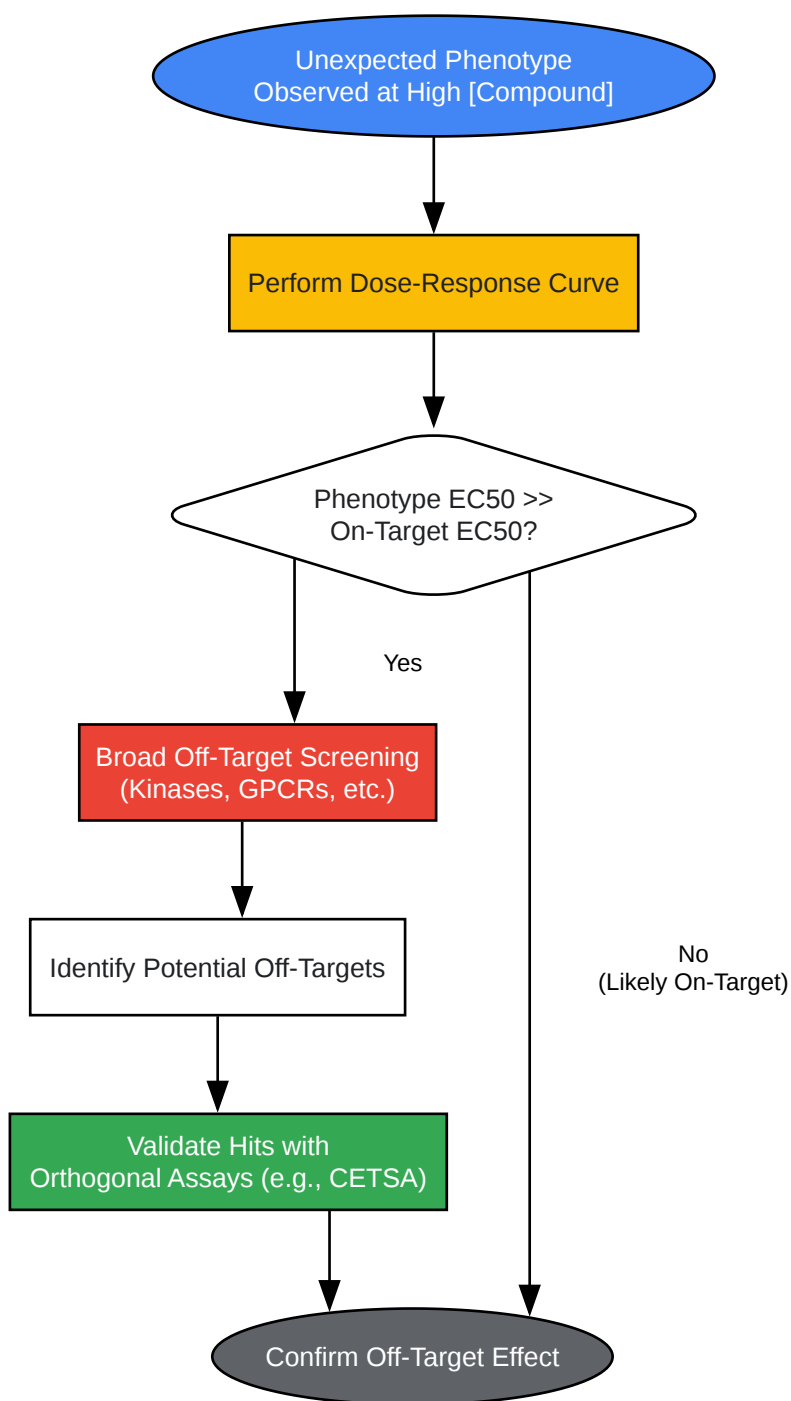 Unexpected Phenotype
Observed at High [Compound]
Perform Dose-Response Curve
Phenotype EC50 >>
On-Target EC50?
Yes
Broad Off-Target Screening
(Kinases, GPCRs, etc.)
Identify Potential Off-Targets
No
(Likely On-Target)
Validate Hits with
Orthogonal Assays (e.g., CETSA)
Confirm Off-Target Effect